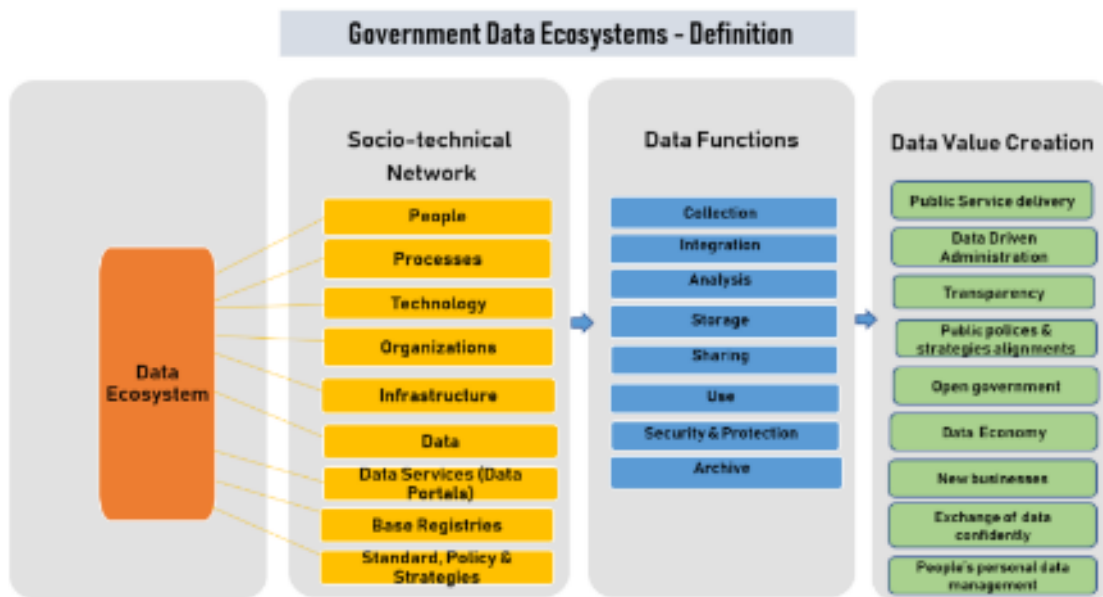 Government Data Ecosystems - Definition
Data
Ecosystem
Socio-technical
Network
People
Processes
Technology
Organizations
Infrastructure
Data
Data Services (Data
Portals)
Base Registries
Standard, Policy &
Strategies
Data Functions
Collection
Integration
Analysis
Storage
Sharing
Use
Security & Protection
Archive
Data Value Creation
Public Service delivery
Data Driven
Administration
Transparency
Public polices &
strategies alignments
Open government
Data Economy
New businesses
Exchange of data
confidently
People's personal data
management